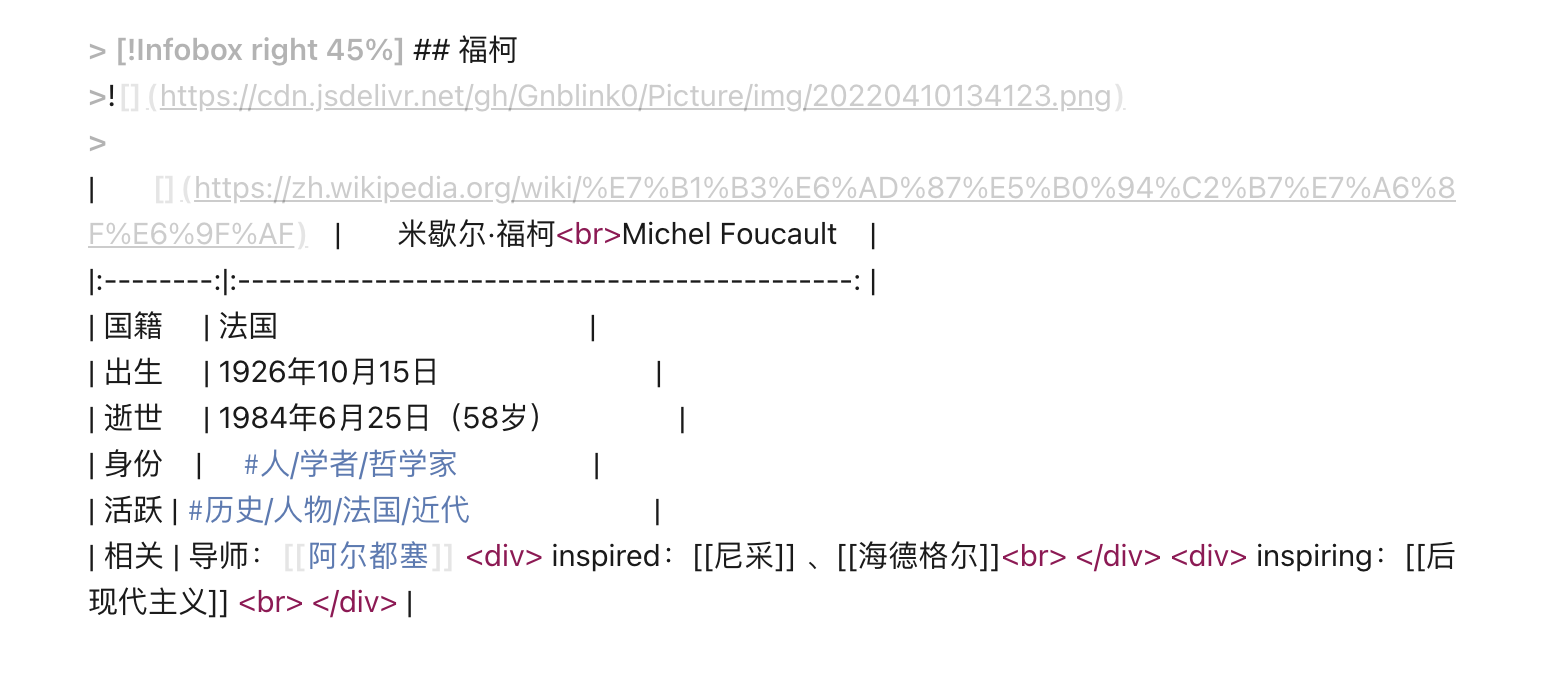 > [!Infobox right 45%] ## 福柯
>![](https://cdn.jsdelivr.net/gh/Gnblink0/Picture/img/20220410134123.png)
>
| [](https://zh.wikipedia.org/wiki/%E7%B1%B3%E6%AD%87%E5%B0%94%C2%B7%E7%A6%8
F%E6%9F%AF) | 米歇尔·福柯<br>Michel Foucault |
|:--------:|:---------------------------------------------: |
| 国籍 | 法国 |
| 出生 | 1926年10月15日 |
| 逝世 | 1984年6月25日（58岁） |
| 身份 | #人/学者/哲学家 |
| 活跃 | #历史/人物/法国/近代 |
| 相关 | 导师：[[阿尔都塞]] <div> inspired：[[尼采]] 、[[海德格尔]]<br> </div> <div> inspiring：[[后
现代主义]] <br> </div> |